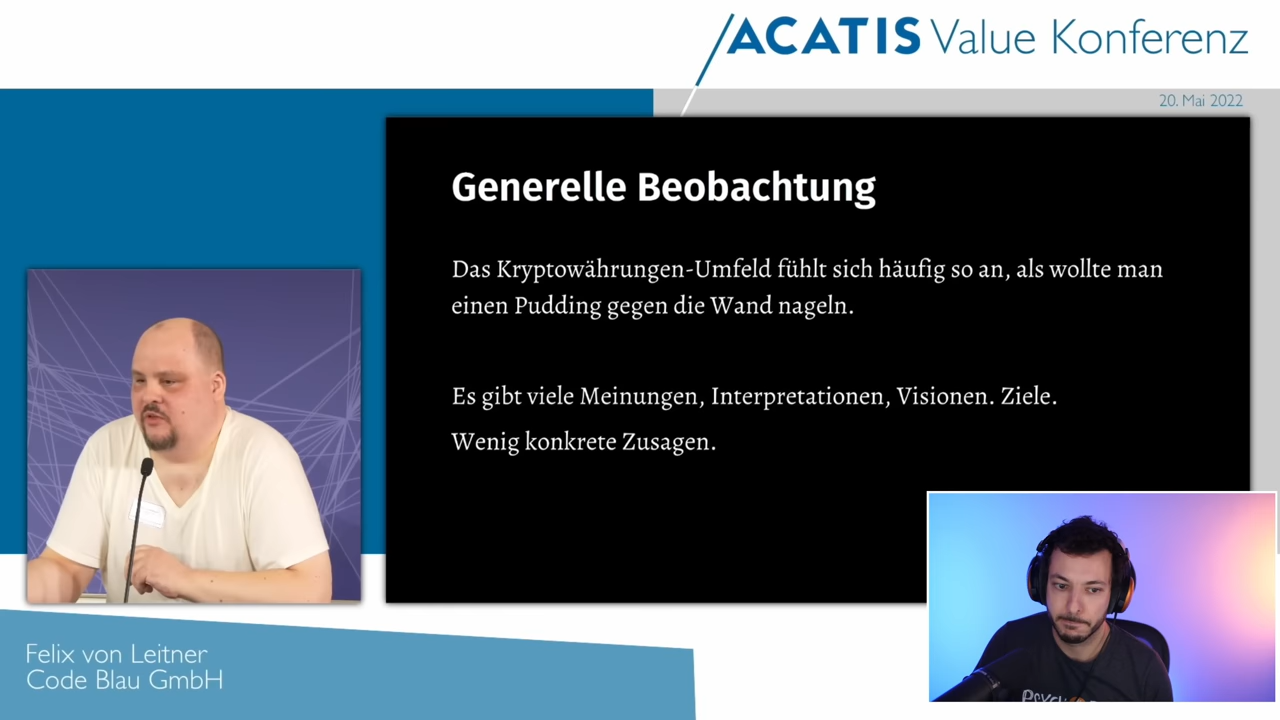 ACATIS Value Konferenz
20. Mai 2022
Generelle Beobachtung
Das Kryptowährungen-Umfeld fühlt sich häufig so an, als wollte man
einen Pudding gegen die Wand nageln.
Es gibt viele Meinungen, Interpretationen, Visionen. Ziele.
Wenig konkrete Zusagen.
Felix von Leitner
Code Blau GmbH